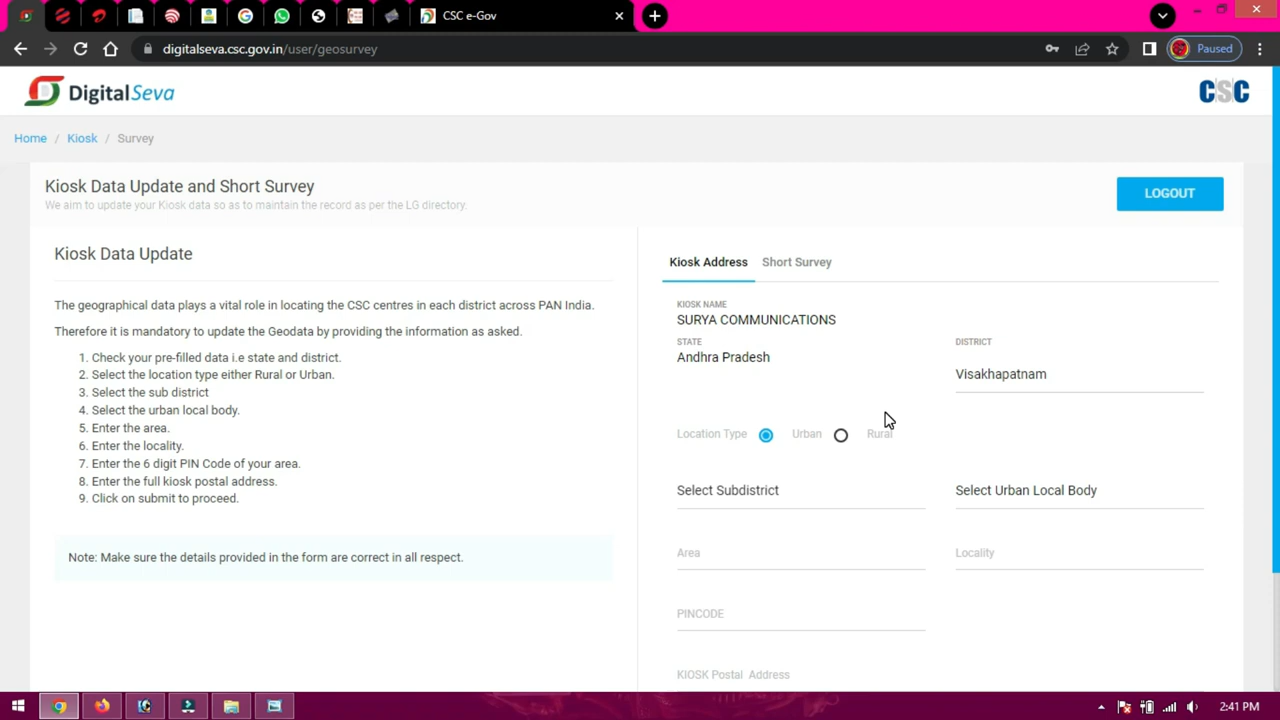 CSC e-Gov
digitalseva.csc.gov.in/user/geosurvey
Paused
DigitalSeva
CSC
Home / Kiosk / Survey
Kiosk Data Update and Short Survey
We aim to update your Kiosk data so as to maintain the record as per the LG directory.
LOGOUT
Kiosk Data Update
The geographical data plays a vital role in locating the CSC centres in each district across PAN India.
Therefore it is mandatory to update the Geodata by providing the information as asked.
1. Check your pre-filled data i.e state and district.
2. Select the location type either Rural or Urban.
3. Select the sub district
4. Select the urban local body.
5. Enter the area.
6. Enter the locality.
7. Enter the 6 digit PIN Code of your area.
8. Enter the full kiosk postal address.
9. Click on submit to proceed.
Note: Make sure the details provided in the form are correct in all respect.
Kiosk Address Short Survey
KIOSK NAME
SURYA COMMUNICATIONS
STATE DISTRICT
Andhra Pradesh
Visakhapatnam
Location Type Urban Rural
Select Subdistrict Select Urban Local Body
Area Locality
PINCODE
KIOSK Postal Address
2:41 PM